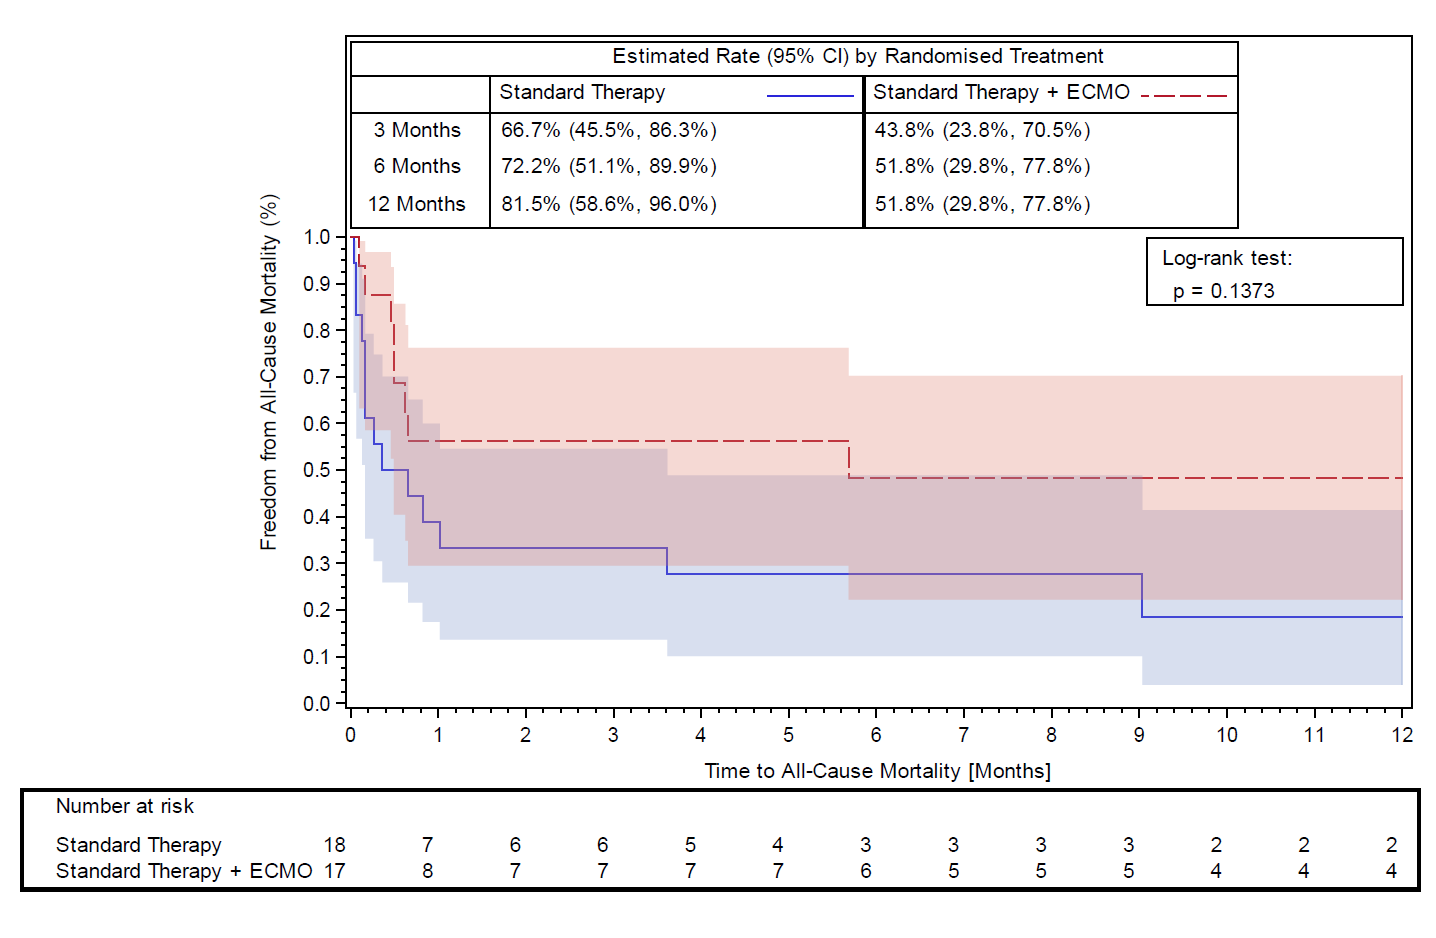 Estimated Rate (95% CI) by Randomised Treatment
Standard Therapy Standard Therapy + ECMO
3 Months 66.7% (45.5%, 86.3%) 43.8% (23.8%, 70.5%)
6 Months 72.2% (51.1%, 89.9%) 51.8% (29.8%, 77.8%)
12 Months 81.5% (58.6%, 96.0%) 51.8% (29.8%, 77.8%)
Log-rank test:
p = 0.1373
Freedom from All-Cause Mortality (%)
1.0
0.9
0.8
0.7
0.6
0.5
0.4
0.3
0.2
0.1
0.0
0 1 2 3 4 5 6 7 8 9 10 11 12
Time to All-Cause Mortality [Months]
Number at risk
Standard Therapy 18 7 6 6 5 4 3 3 3 3 2 2 2
Standard Therapy + ECMO 17 8 7 7 7 7 6 5 5 5 4 4 4